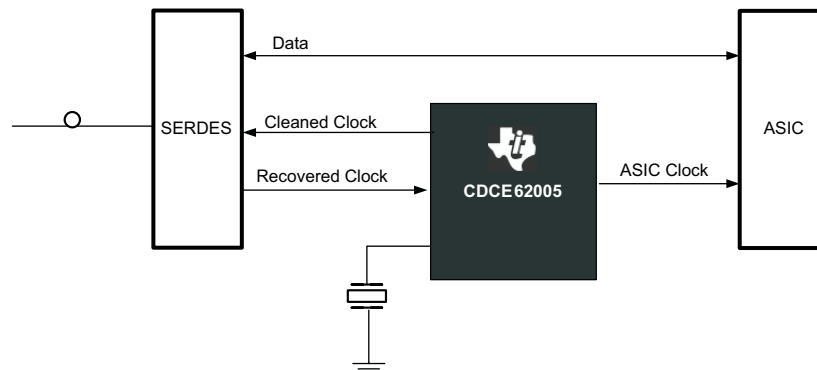 Data
SERDES
Cleaned Clock
Recovered Clock
CDCE62005
ASIC Clock
ASIC